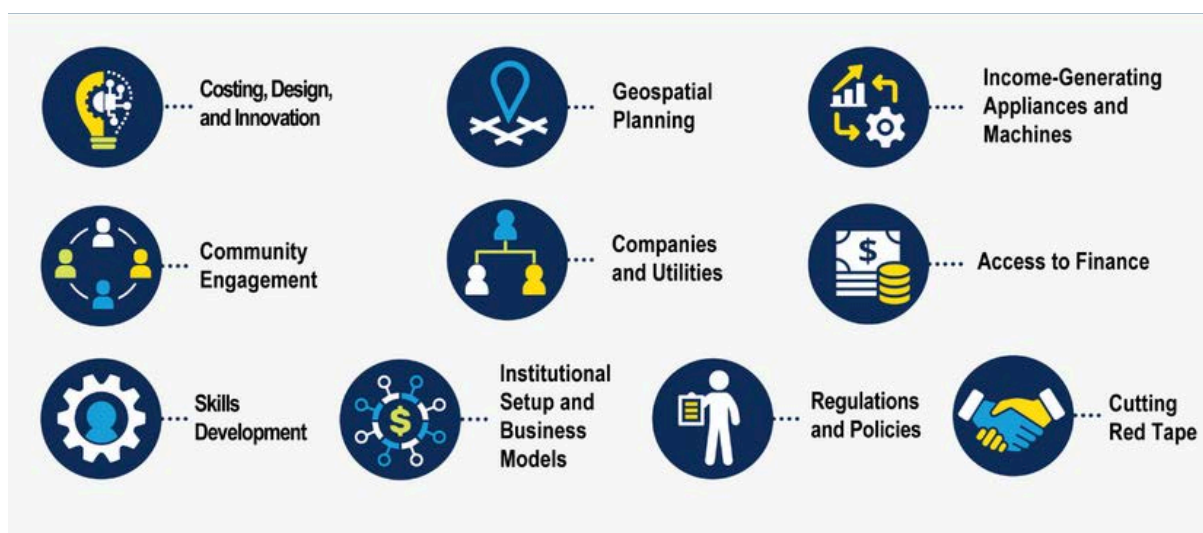 Costing, Design,
and Innovation
Geospatial
Planning
Income-Generating
Appliances and
Machines
$
Community
Engagement
Companies
and Utilities
Access to Finance
$
Skills
Development
Institutional
Setup and
Business
Models
Regulations
and Policies
Cutting
Red Tape